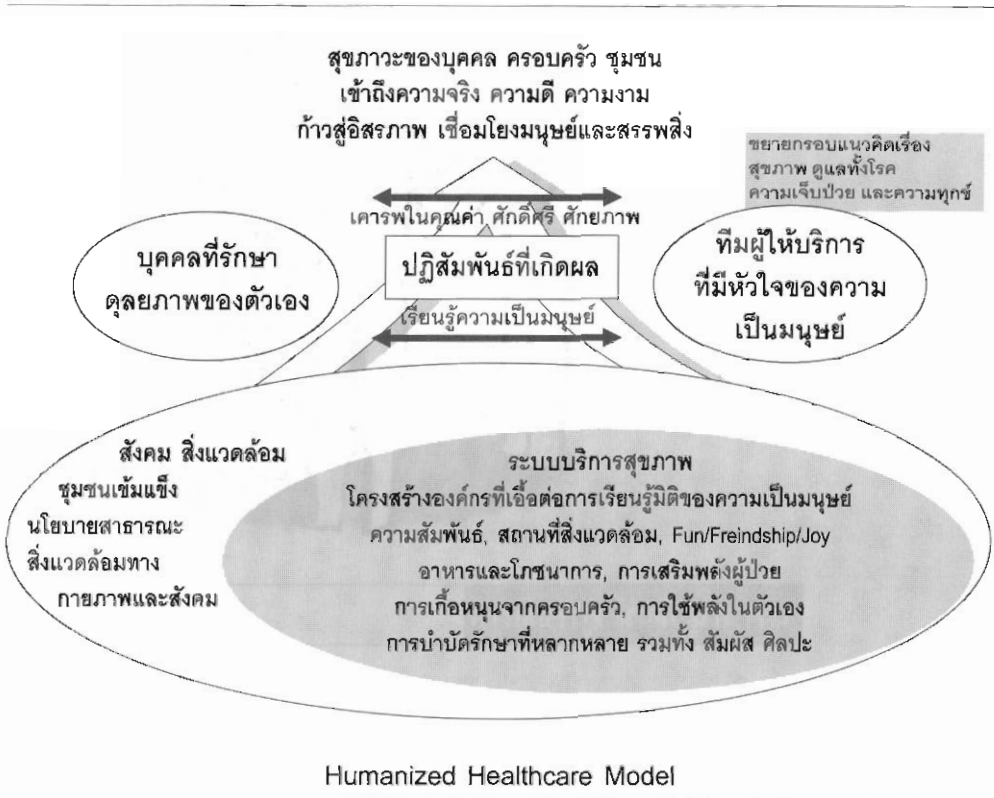 สุขภาวะของบุคคล ครอบครัว ชุมชน
เข้าถึงความจริง ความดี ความงาม
ก้าวสู่อิสรภาพ เชื่อมโยงมนุษย์และสรรพสิ่ง
ขยายกรอบแนวคิดเรื่อง
สุขภาพ ดูแลทั้งโรค
ความเจ็บป่วย และความทุกข์
เคารพในคุณค่า ศักดิ์ศรี ศักยภาพ
บุคคลที่รักษา
ดุลยภาพของตัวเอง
ปฏิสัมพันธ์ที่เกิดผล
ทีมผู้ให้บริการ
ที่มีหัวใจของความ
เป็นมนุษย์
เรียนรู้ความเป็นมนุษย์
สังคม สิ่งแวดล้อม
ชุมชนเข้มแข็ง
นโยบายสาธารณะ
สิ่งแวดล้อมทาง
กายภาพและสังคม
ระบบบริการสุขภาพ
โครงสร้างองค์กรที่เอื้อต่อการเรียนรู้มิติของความเป็นมนุษย์
ความสัมพันธ์, สถานที่สิ่งแวดล้อม, Fun/Freindship/Joy
อาหารและโภชนาการ, การเสริมพลังผู้ป่วย
การเกื้อหนุนจากครอบครัว, การใช้พลังในตัวเอง
การบำบัดรักษาที่หลากหลาย รวมทั้ง สัมผัส ศิลปะ
Humanized Healthcare Model